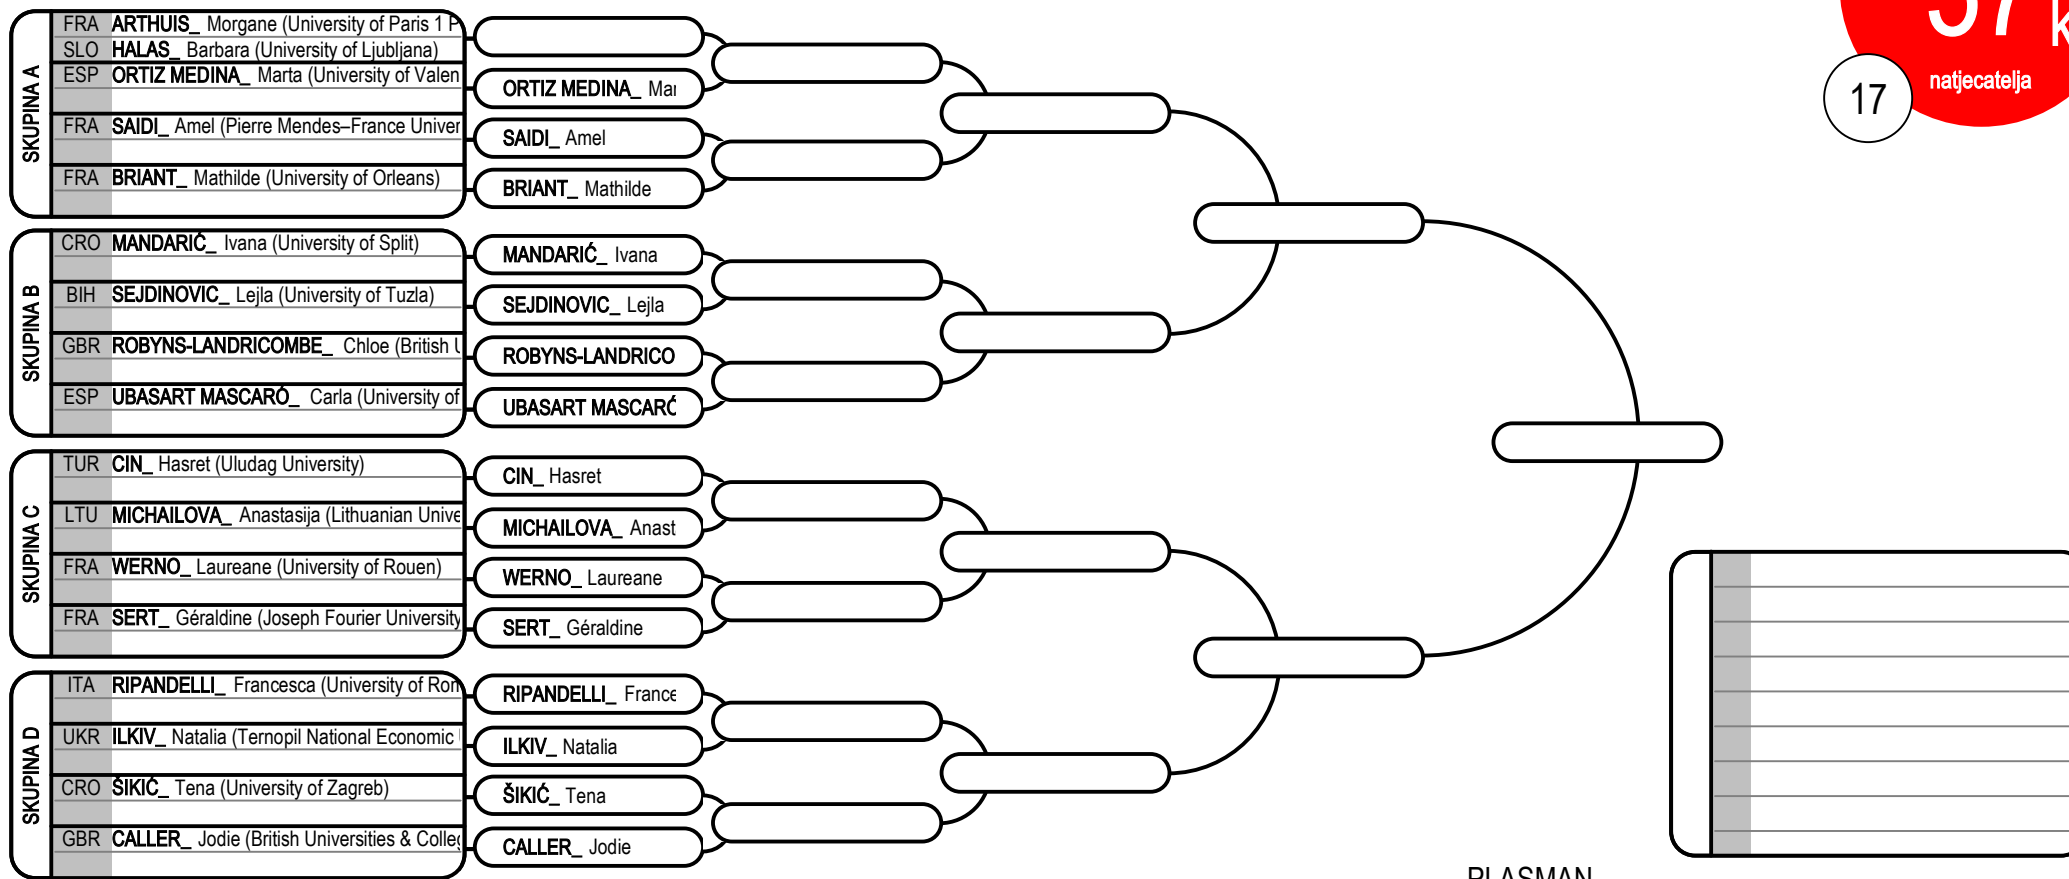 SKUPINA A
FRA ARTHUIS_ Morgane (University of Paris 1 P
SLO HALAS_ Barbara (University of Ljubljana)
ESP ORTIZ MEDINA_ Marta (University of Valen
FRA SAIDI_ Amel (Pierre Mendes–France Univer
FRA BRIANT_ Mathilde (University of Orleans)
ORTIZ MEDINA_ Mar
SAIDI_ Amel
BRIANT_ Mathilde
SKUPINA B
CRO MANDARIĆ_ Ivana (University of Split)
BIH SEJDINOVIC_ Lejla (University of Tuzla)
GBR ROBYNS-LANDRICOMBE_ Chloe (British U
ESP UBASART MASCARÓ_ Carla (University of
MANDARIĆ_ Ivana
SEJDINOVIC_ Lejla
ROBYNS-LANDRICO
UBASART MASCARÓ
SKUPINA C
TUR CIN_ Hasret (Uludag University)
LTU MICHAILOVA_ Anastasija (Lithuanian Unive
FRA WERNO_ Laureane (University of Rouen)
FRA SERT_ Géraldine (Joseph Fourier University
CIN_ Hasret
MICHAILOVA_ Anast
WERNO_ Laureane
SERT_ Géraldine
SKUPINA D
ITA RIPANDELLI_ Francesca (University of Rom
UKR ILKIV_ Natalia (Ternopil National Economic
CRO ŠIKIĆ_ Tena (University of Zagreb)
GBR CALLER_ Jodie (British Universities & Colleg
RIPANDELLI_ France
ILKIV_ Natalia
ŠIKIĆ_ Tena
CALLER_ Jodie
57 k
natjecatelja
17
PLASMAN